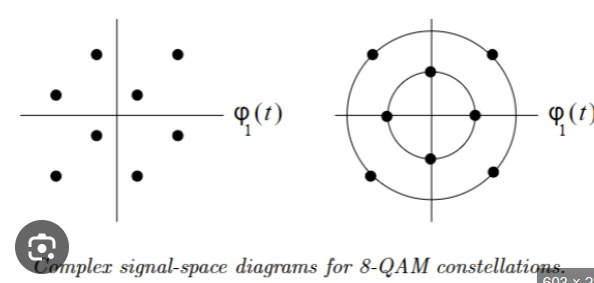 φ₁(t) φ₁(t)
Complex signal-space diagrams for 8-QAM constellations.